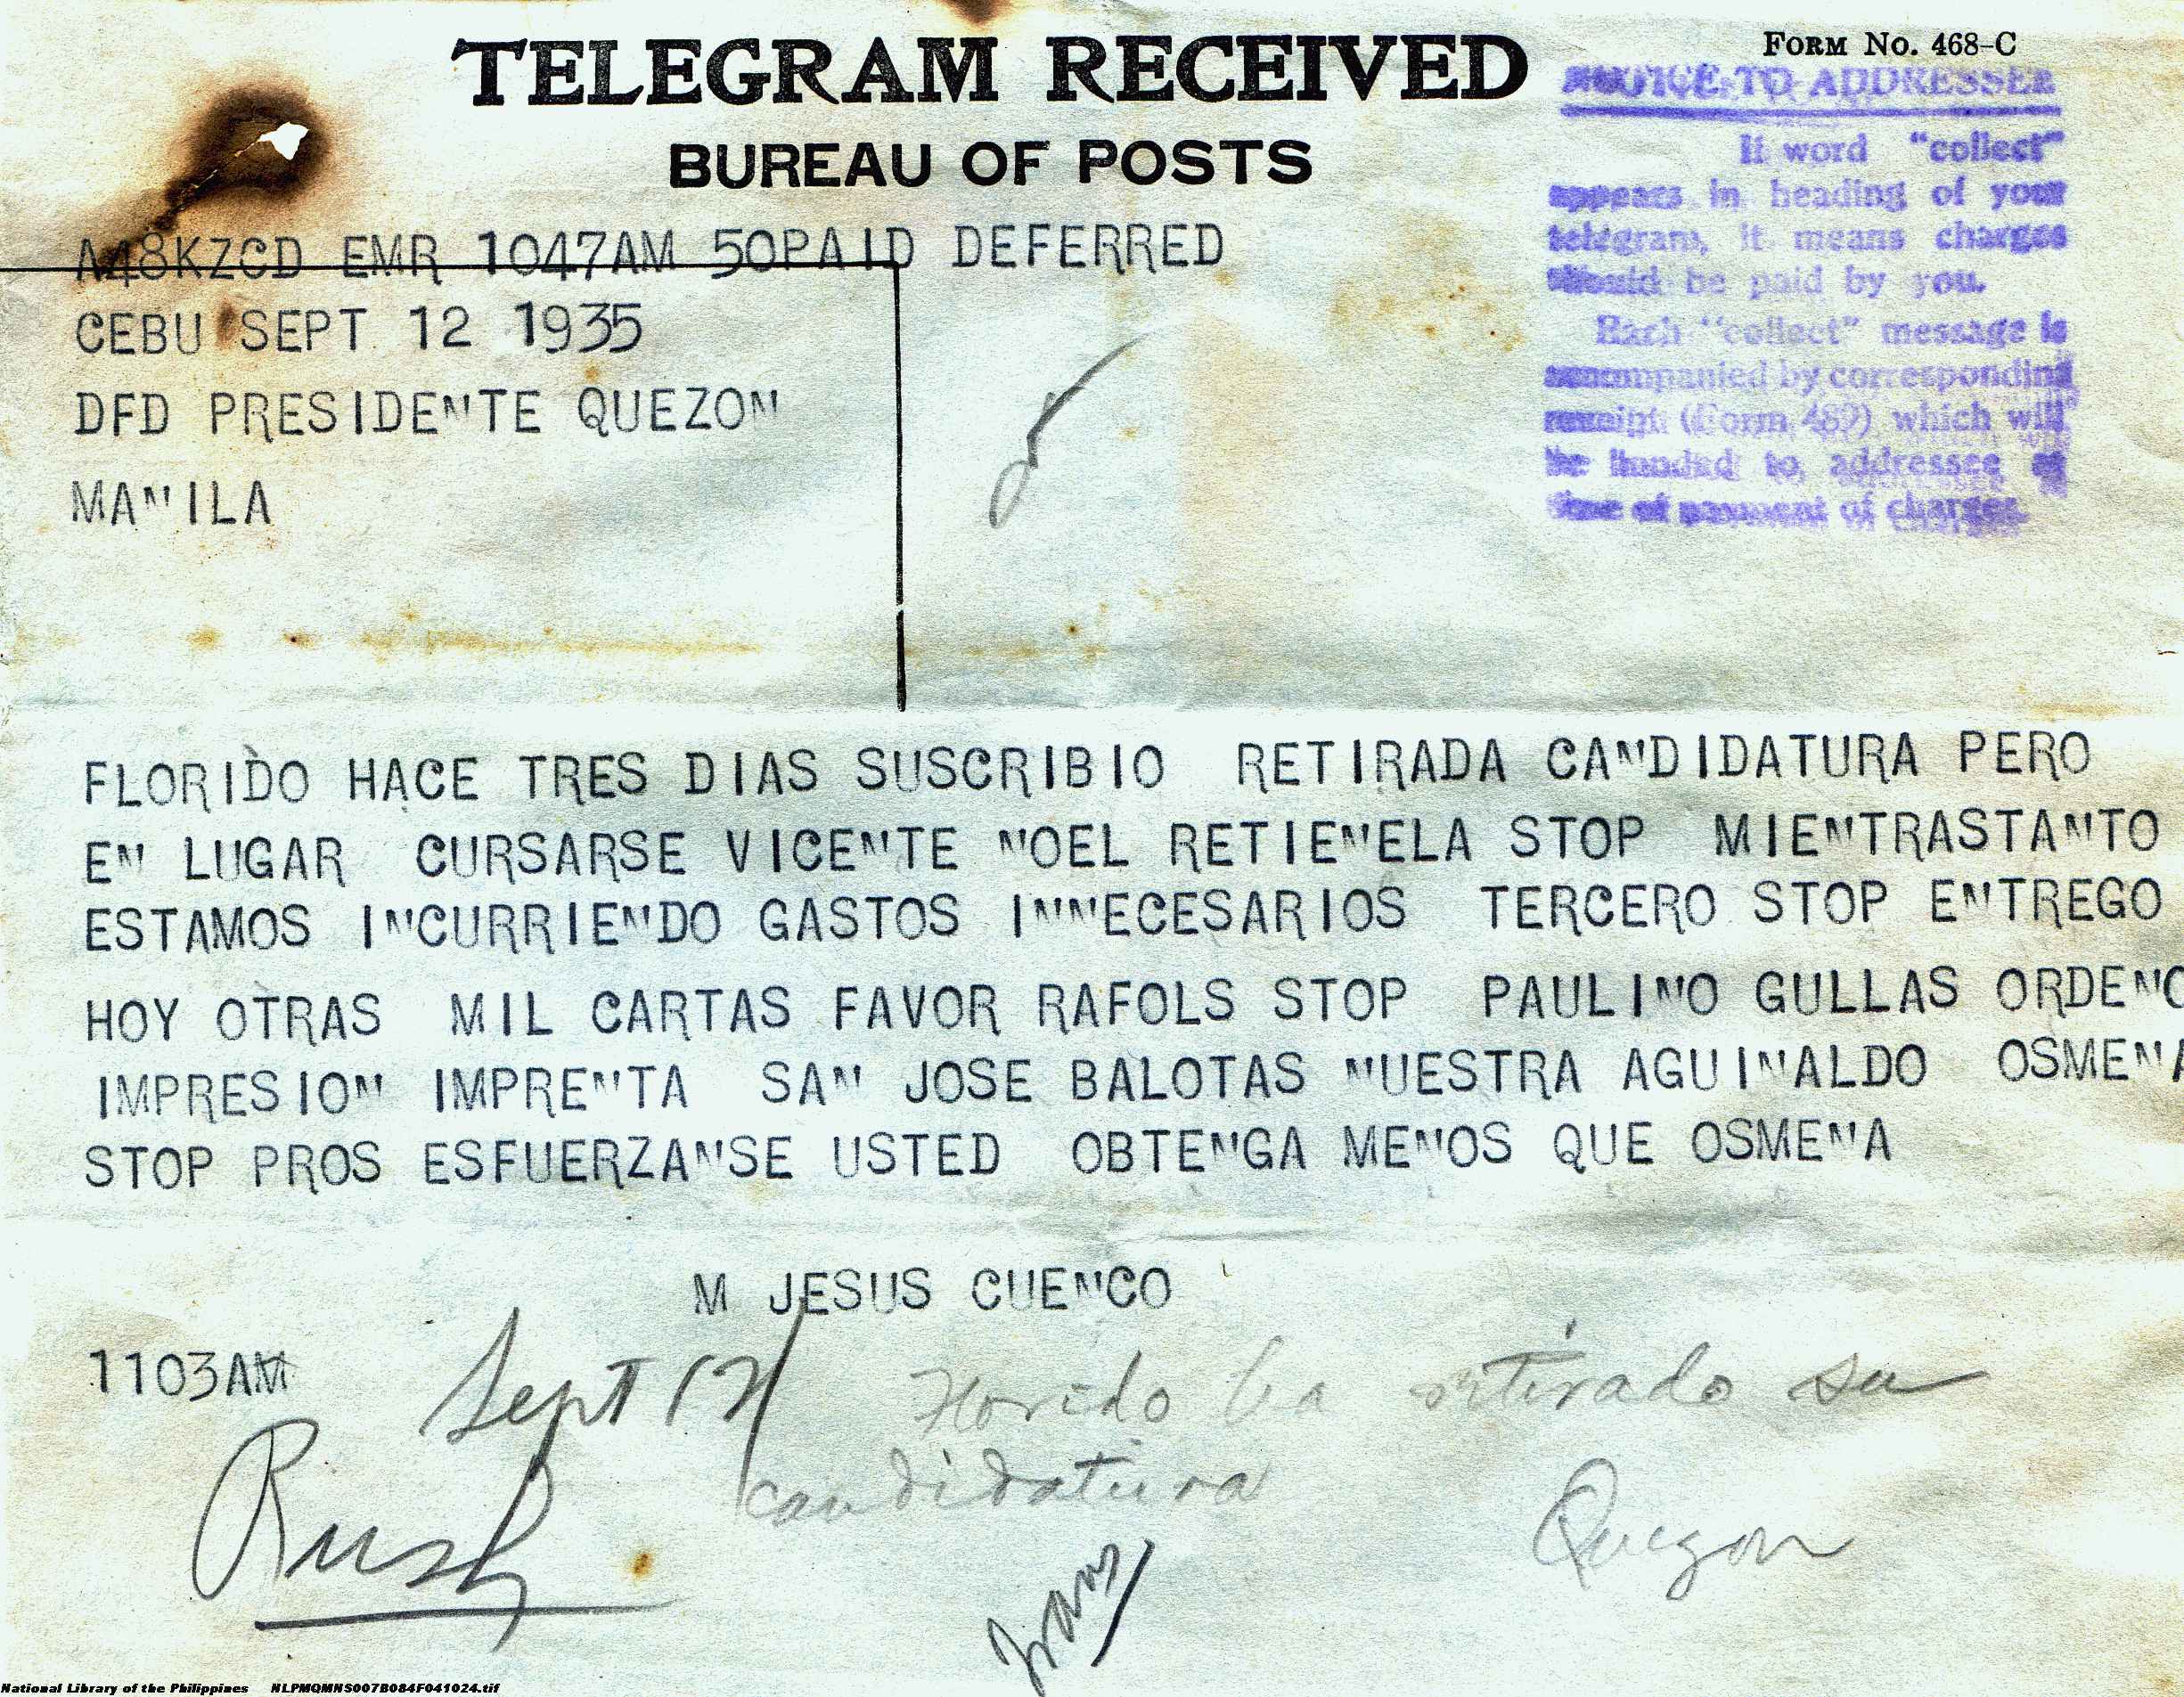 FORM No. 468-C
TELEGRAM RECEIVED
BUREAU OF POSTS
NOTICE TO ADDRESSEE
If word "collect"
appears in heading of your
telegram, it means charges
should be paid by you.
Each "collect" message is
accompanied by corresponding
receipt (Form 489) which will
be handed to addressee at
time of payment of charges.
A48KZCD EMR 1047AM 50PAID DEFERRED
CEBU SEPT 12 1935
DFD PRESIDENTE QUEZON
MANILA
FLORIDO HACE TRES DIAS SUSCRIBIO RETIRADA CANDIDATURA PERO
EN LUGAR CURSARSE VICENTE NOEL RETIENELA STOP MIENTRASTANTO
ESTAMOS INCURRIENDO GASTOS INNECESARIOS TERCERO STOP ENTREGO
HOY OTRAS MIL CARTAS FAVOR RAFOLS STOP PAULINO GULLAS ORDENO
IMPRESION IMPRENTA SAN JOSE BALOTAS MUESTRA AGUINALDO OSMENA
STOP PROS ESFUERZANSE USTED OBTENGA MENOS QUE OSMENA
M JESUS CUENCO
1103AM
Sept 12/ Florido ha retirado su
candidatura
Rush
Quezon
National Library of the Philippines NLPMQMNS007B084F041024.tif